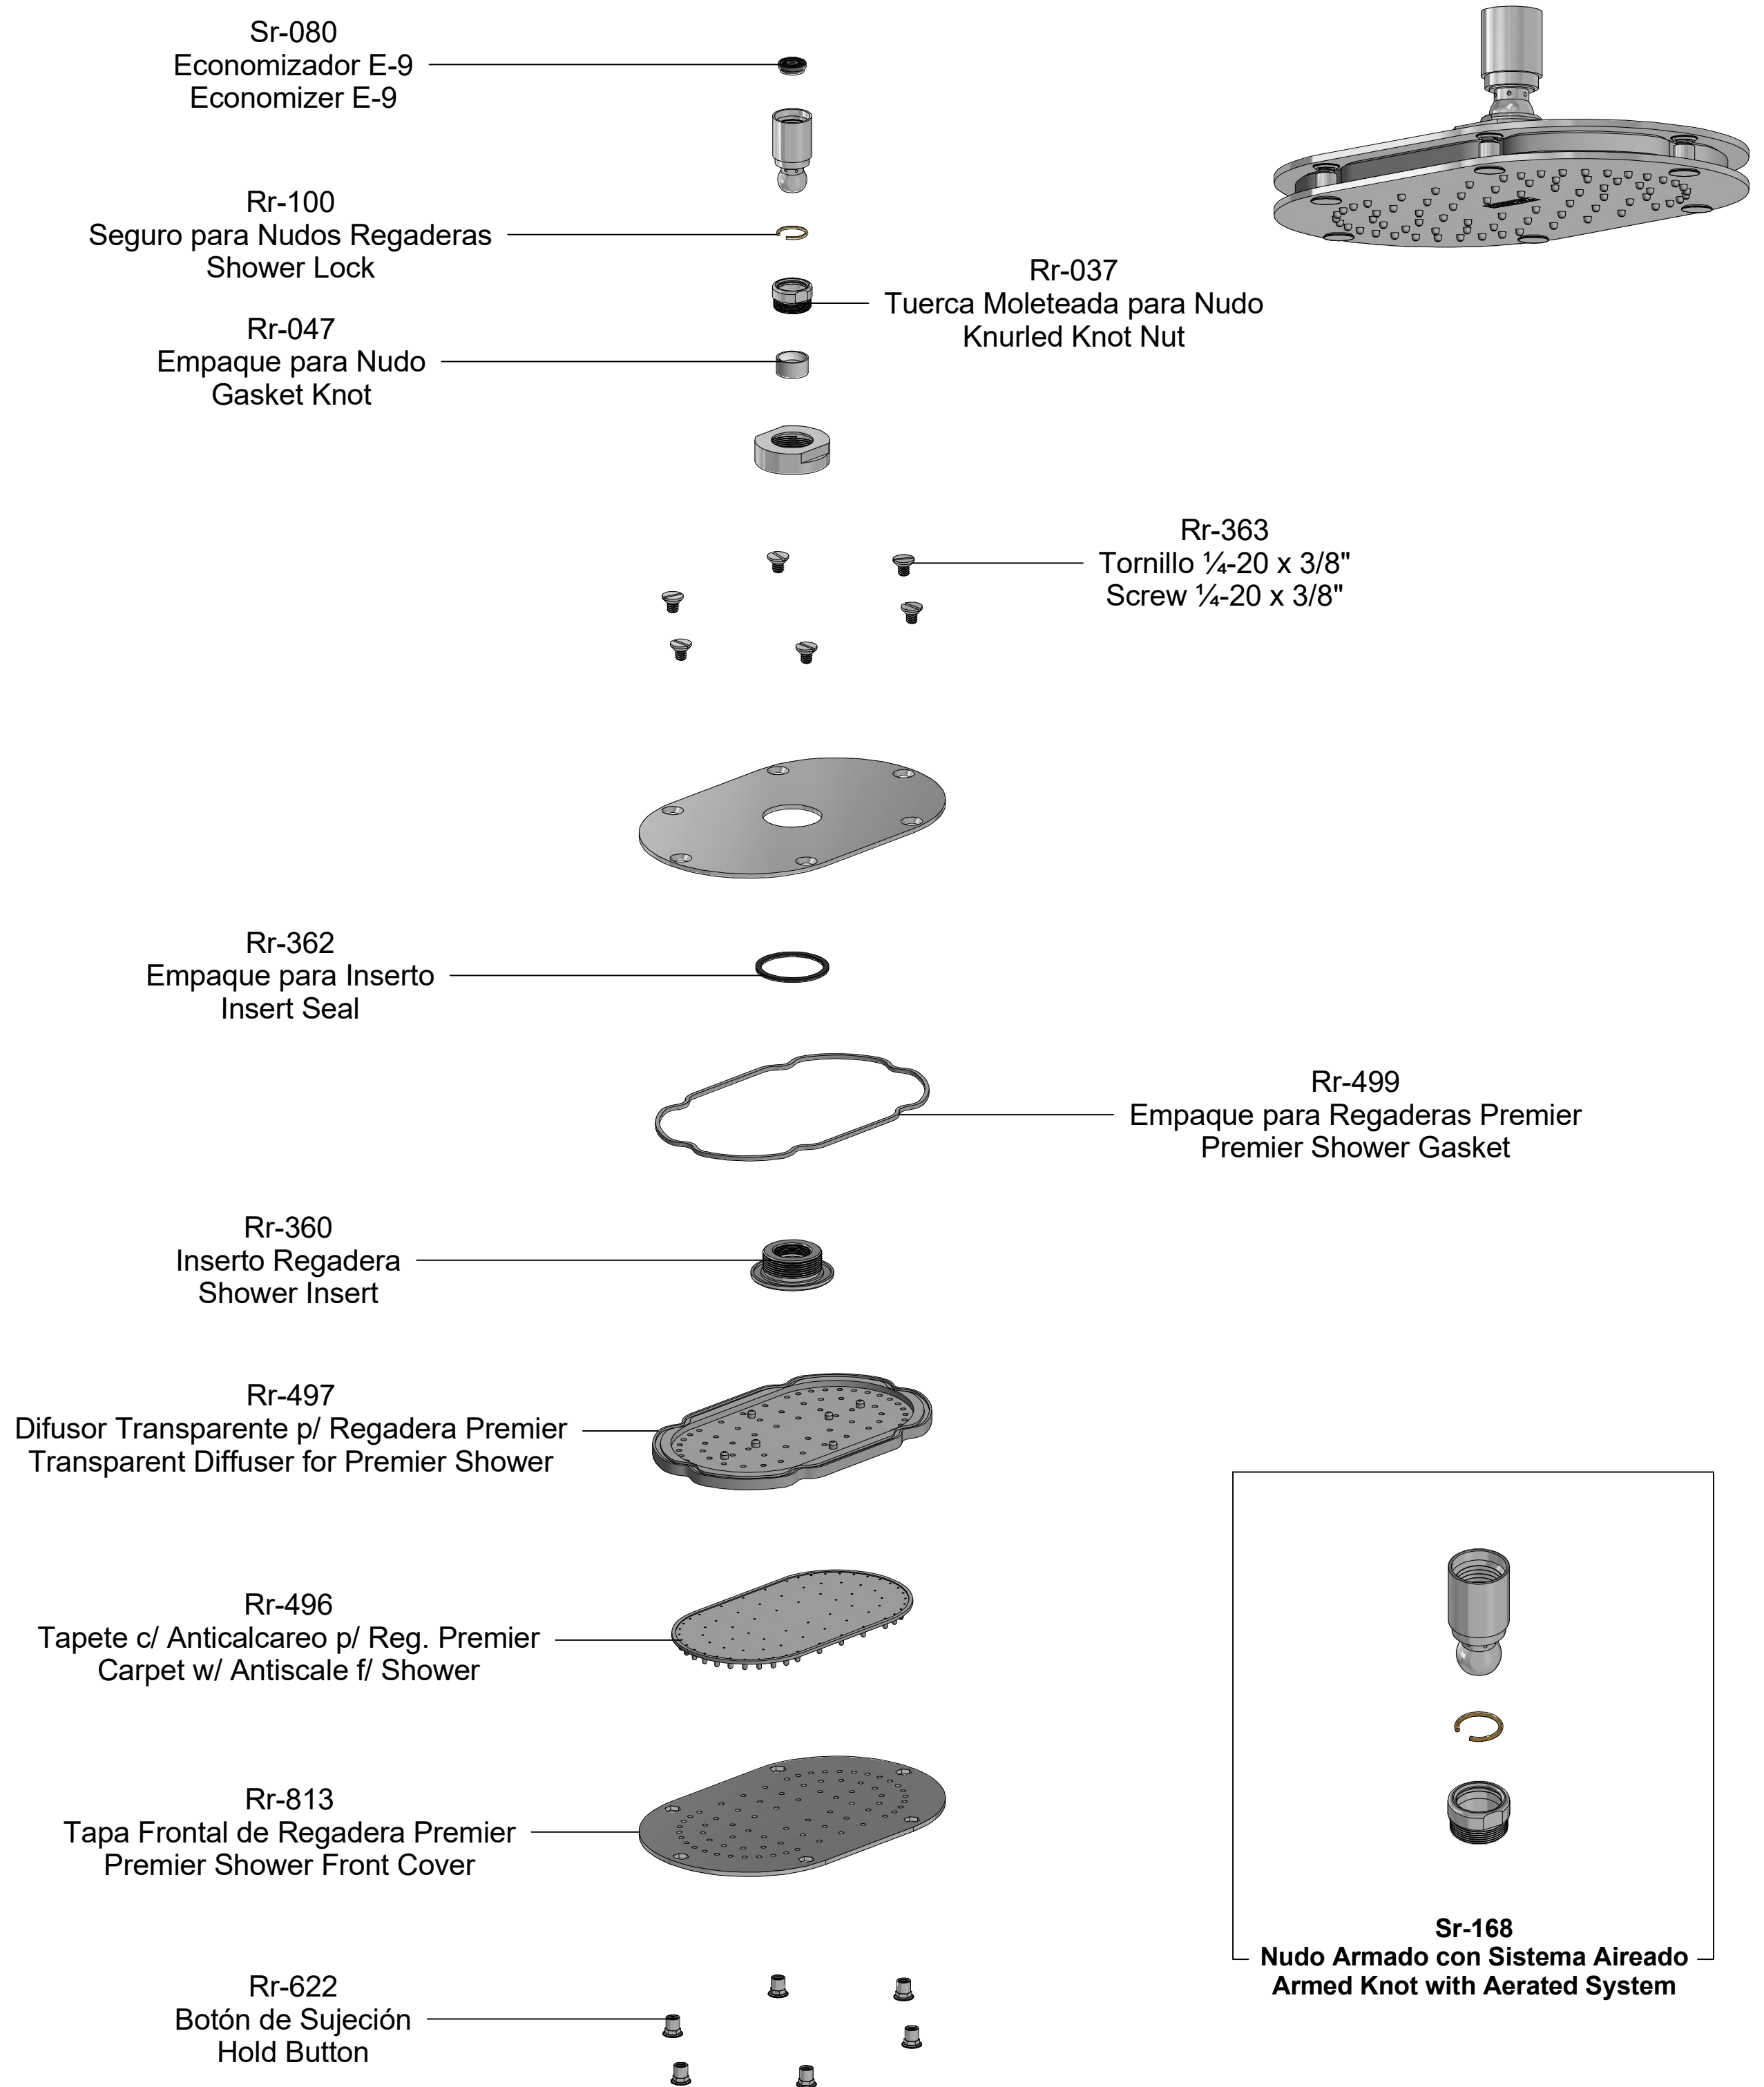 Sr-080
Economizador E-9
Economizer E-9
Rr-100
Seguro para Nudos Regaderas
Shower Lock
Rr-037
Tuerca Moleteada para Nudo
Knurled Knot Nut
Rr-047
Empaque para Nudo
Gasket Knot
Rr-363
Tornillo ¼-20 x 3/8"
Screw ¼-20 x 3/8"
Rr-362
Empaque para Inserto
Insert Seal
Rr-499
Empaque para Regaderas Premier
Premier Shower Gasket
Rr-360
Inserto Regadera
Shower Insert
Rr-497
Difusor Transparente p/ Regadera Premier
Transparent Diffuser for Premier Shower
Rr-496
Tapete c/ Anticalcareo p/ Reg. Premier
Carpet w/ Antiscale f/ Shower
Rr-813
Tapa Frontal de Regadera Premier
Premier Shower Front Cover
Sr-168
Nudo Armado con Sistema Aireado
Armed Knot with Aerated System
Rr-622
Botón de Sujeción
Hold Button